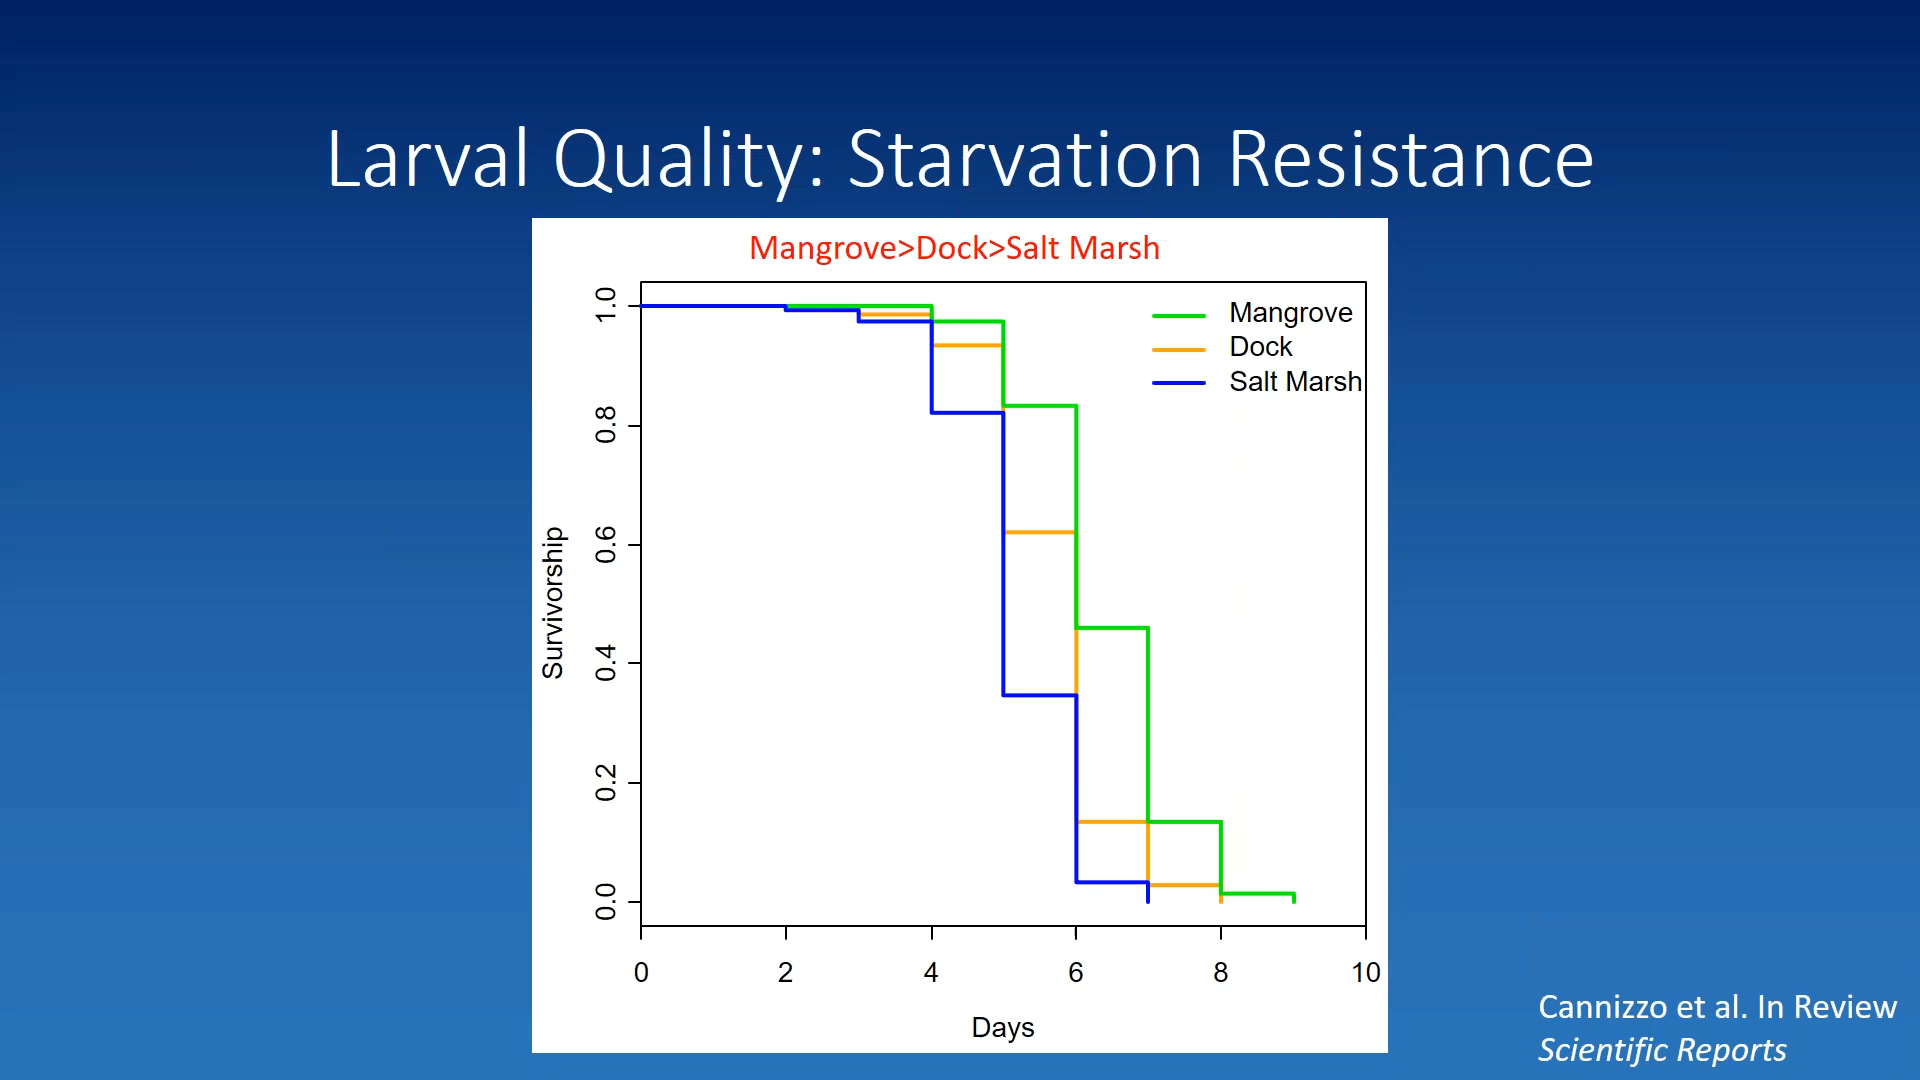 Larval Quality: Starvation Resistance
Mangrove>Dock>Salt Marsh
Mangrove
Dock
Salt Marsh
1.0
0.8
0.6
0.4
0.2
0.0
Survivorship
0 2 4 6 8 10
Days
Cannizzo et al. In Review
Scientific Reports